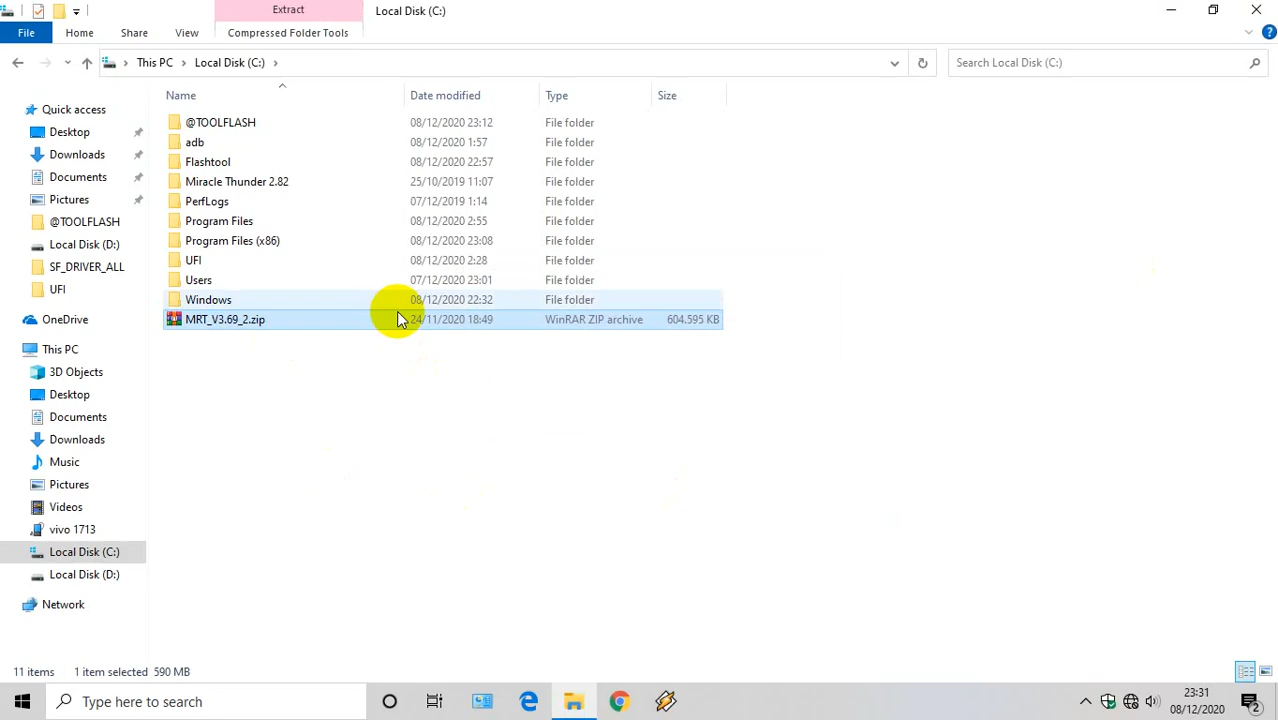 Extract
Local Disk (C:)
File
Home
Share
View
Compressed Folder Tools
This PC > Local Disk (C:) >
Search Local Disk (C:)
Name Date modified Type Size
Quick access
Desktop
Downloads
Documents
Pictures
@TOOLFLASH
Local Disk (D:)
SF_DRIVER_ALL
UFI
OneDrive
This PC
3D Objects
Desktop
Documents
Downloads
Music
Pictures
Videos
vivo 1713
Local Disk (C:)
Local Disk (D:)
Network
@TOOLFLASH 08/12/2020 23:12 File folder
adb 08/12/2020 1:57 File folder
Flashtool 08/12/2020 22:57 File folder
Miracle Thunder 2.82 25/10/2019 11:07 File folder
PerfLogs 07/12/2019 1:14 File folder
Program Files 08/12/2020 2:55 File folder
Program Files (x86) 08/12/2020 23:08 File folder
UFI 08/12/2020 2:28 File folder
Users 07/12/2020 23:01 File folder
Windows 08/12/2020 22:32 File folder
MRT_V3.69_2.zip 24/11/2020 18:49 WinRAR ZIP archive 604.595 KB
11 items 1 item selected 590 MB
Type here to search
23:31
08/12/2020
2